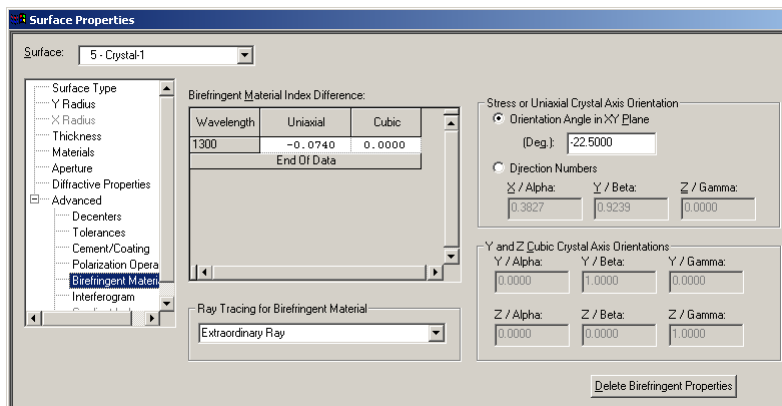 Surface Properties
Surface: 5 - Crystal-1
Surface Type
Y Radius
X Radius
Thickness
Materials
Aperture
Diffractive Properties
Advanced
Decenters
Tolerances
Cement/Coating
Polarization Opera
Birefringent Materi
Interferogram
Birefringent Material Index Difference:
Wavelength Uniaxial Cubic
1300 -0.0740 0.0000
End Of Data
Ray Tracing for Birefringent Material
Extraordinary Ray
Stress or Uniaxial Crystal Axis Orientation
Orientation Angle in XY Plane
(Deg.): -22.5000
Direction Numbers
X / Alpha: Y / Beta: Z / Gamma:
0.3827 0.9239 0.0000
Y and Z Cubic Crystal Axis Orientations
Y / Alpha: Y / Beta: Y / Gamma:
0.0000 1.0000 0.0000
Z / Alpha: Z / Beta: Z / Gamma:
0.0000 0.0000 1.0000
Delete Birefringent Properties